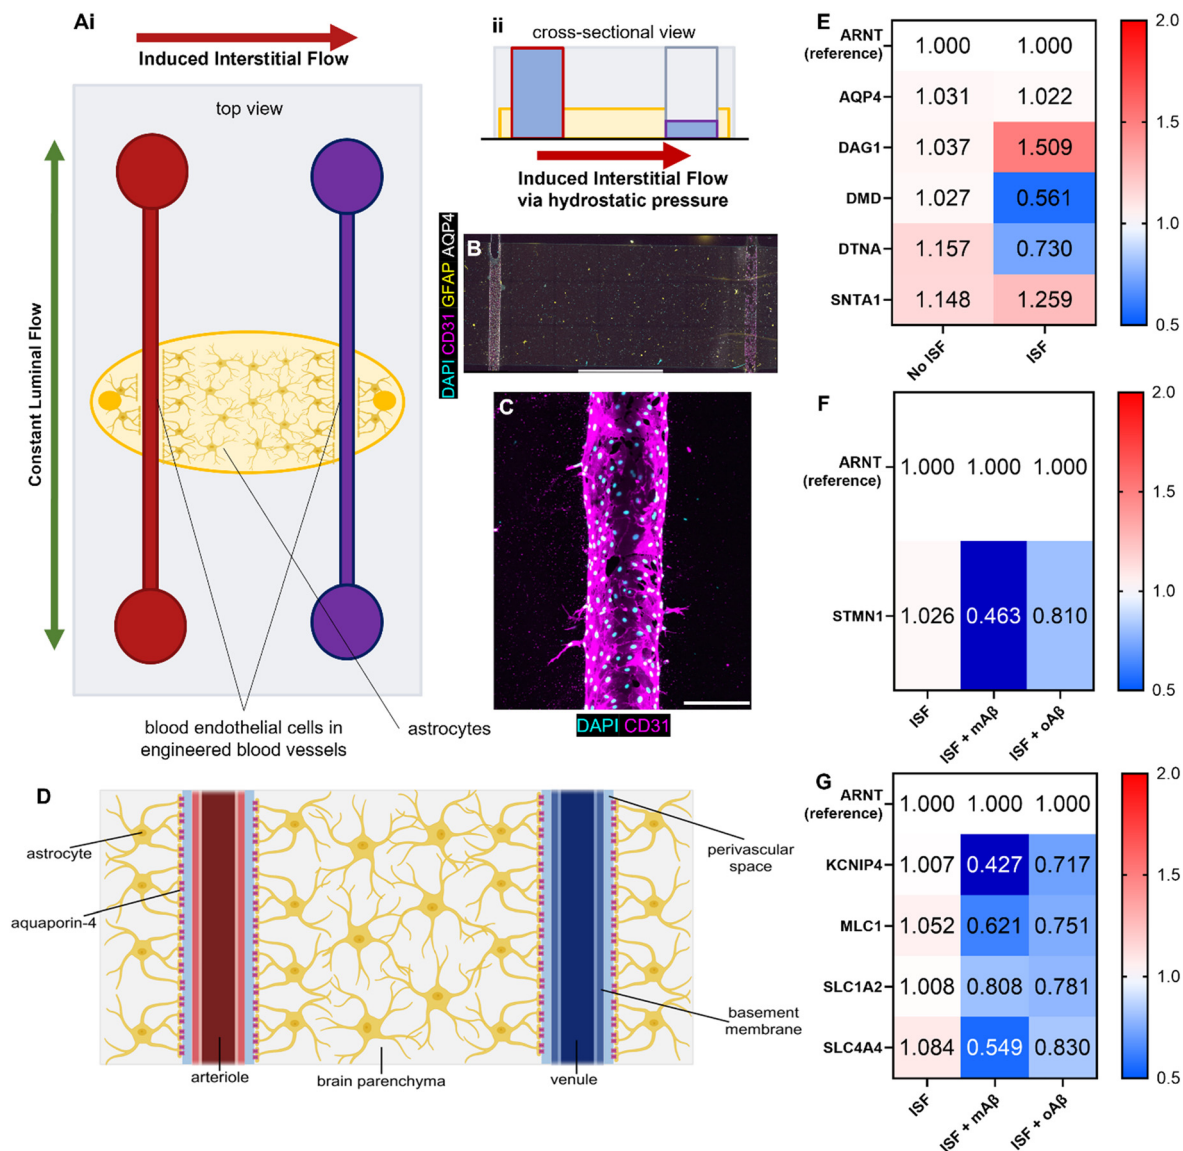 Ai
Induced Interstitial Flow
top view
Constant Luminal Flow
blood endothelial cells in
engineered blood vessels
astrocytes
ii
cross-sectional view
Induced Interstitial Flow
via hydrostatic pressure
B
DAPI CD31 GFAP AQP4
C
DAPI CD31
D
astrocyte
aquaporin-4
arteriole
brain parenchyma
venule
perivascular
space
basement
membrane
E
ARNT
(reference)
1.000 1.000
AQP4 1.031 1.022
DAG1 1.037 1.509
DMD 1.027 0.561
DTNA 1.157 0.730
SNTA1 1.148 1.259
No ISF ISF
2.0
1.5
1.0
0.5
F
ARNT
(reference)
1.000 1.000 1.000
STMN1 1.026 0.463 0.810
ISF ISF + mAβ ISF + oAβ
2.0
1.5
1.0
0.5
G
ARNT
(reference)
1.000 1.000 1.000
KCNIP4 1.007 0.427 0.717
MLC1 1.052 0.621 0.751
SLC1A2 1.008 0.808 0.781
SLC4A4 1.084 0.549 0.830
ISF ISF + mAβ ISF + oAβ
2.0
1.5
1.0
0.5